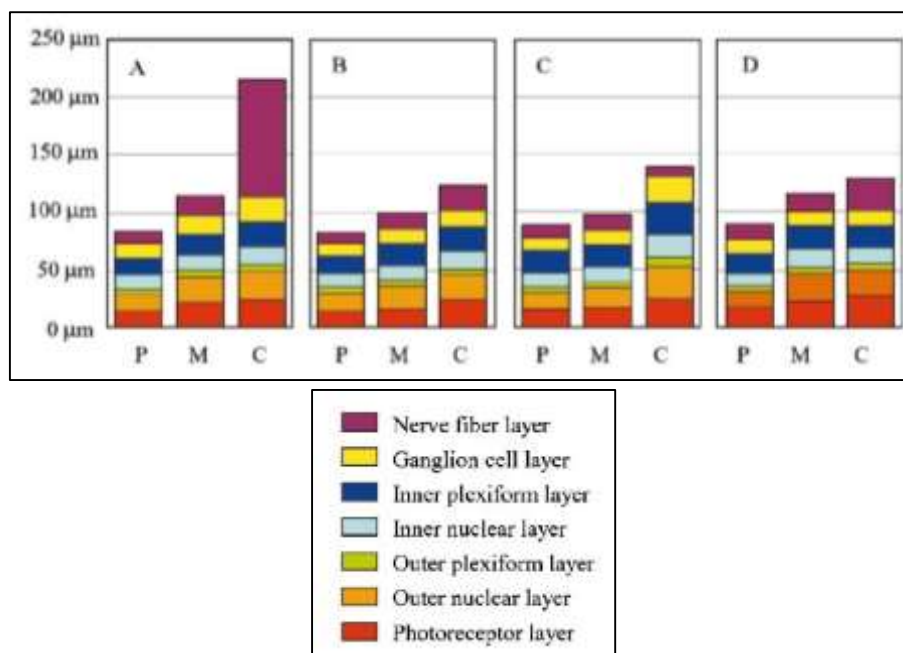 250 µm
A B C D
200 µm
150 µm
100 µm
50 µm
0 µm
P M C P M C P M C P M C
Nerve fiber layer
Ganglion cell layer
Inner plexiform layer
Inner nuclear layer
Outer plexiform layer
Outer nuclear layer
Photoreceptor layer